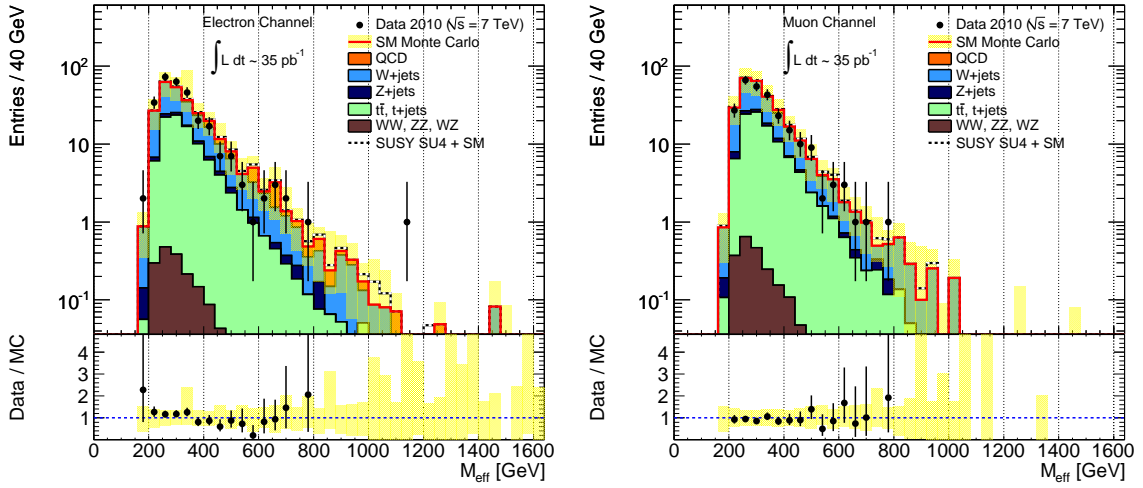 Entries / 40 GeV
Electron Channel
∫ L dt ~ 35 pb⁻¹
Data 2010 (√s = 7 TeV)
SM Monte Carlo
QCD
W+jets
Z+jets
tt̄, t+jets
WW, ZZ, WZ
SUSY SU4 + SM
10²
10
1
10⁻¹
Data / MC
4
3
2
1
0 200 400 600 800 1000 1200 1400 1600
M_eff [GeV]
Entries / 40 GeV
Muon Channel
∫ L dt ~ 35 pb⁻¹
Data 2010 (√s = 7 TeV)
SM Monte Carlo
QCD
W+jets
Z+jets
tt̄, t+jets
WW, ZZ, WZ
SUSY SU4 + SM
10²
10
1
10⁻¹
Data / MC
4
3
2
1
0 200 400 600 800 1000 1200 1400 1600
M_eff [GeV]